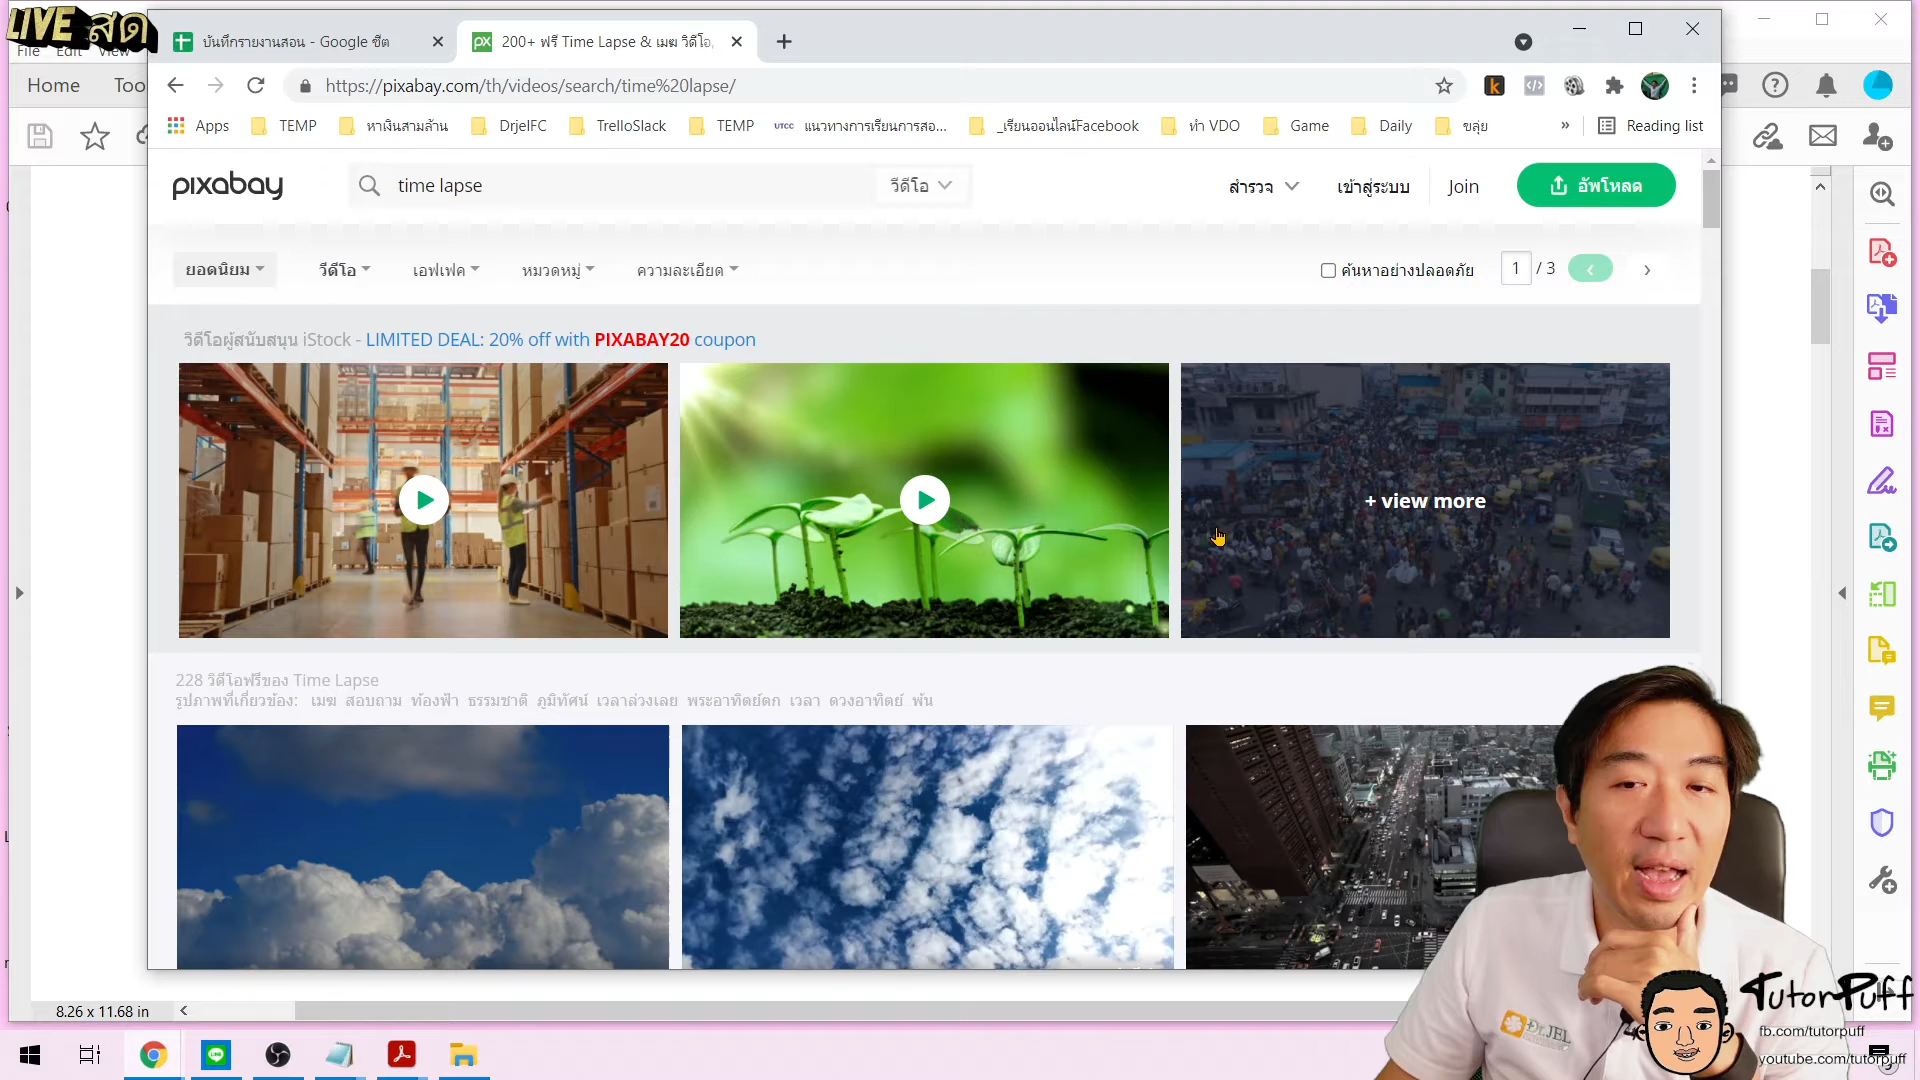 LIVE สด
File Edit View
บันทึกรายงานสอน - Google ชีต
px 200+ ฟรี Time Lapse & เมฆ วิดีโอ,
https://pixabay.com/th/videos/search/time%20lapse/
Home
Apps TEMP หาเงินสามล้าน DrjelFC TrelloSlack TEMP UTCC แนวทางการเรียนการสอ... _เรียนออนไลน์Facebook ทำ VDO Game Daily ขลุ่ย » Reading list
pixabay
time lapse
วีดีโอ
สำรวจ
เข้าสู่ระบบ
Join
อัพโหลด
ยอดนิยม วีดีโอ เอฟเฟค หมวดหมู่ ความละเอียด
ค้นหาอย่างปลอดภัย
1 / 3
วิดีโอผู้สนับสนุน iStock - LIMITED DEAL: 20% off with PIXABAY20 coupon
+ view more
228 วิดีโอฟรีของ Time Lapse
รูปภาพที่เกี่ยวข้อง: เมฆ สอบถาม ท้องฟ้า ธรรมชาติ ภูมิทัศน์ เวลาล่วงเลย พระอาทิตย์ตก เวลา ดวงอาทิตย์ พ้น
8.26 x 11.68 in
Dr.JEL
TutorPuff
fb.com/tutorpuff
youtube.com/tutorpuff